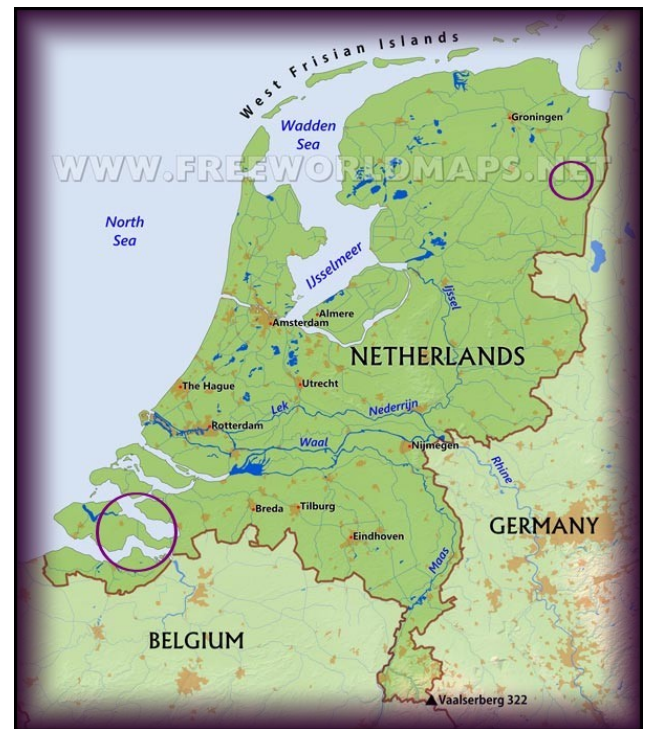 West Frisian Islands
Groningen
Wadden
Sea
WWW.FREEWORLDMAPS.NET
North
Sea
IJsselmeer
Ijssel
Almere
Amsterdam
NETHERLANDS
The Hague
Utrecht
Lek
Nederrijn
Rotterdam
Waal
Nijmegen
Rhine
Breda
Tilburg
GERMANY
Eindhoven
Maas
BELGIUM
Vaalserberg 322